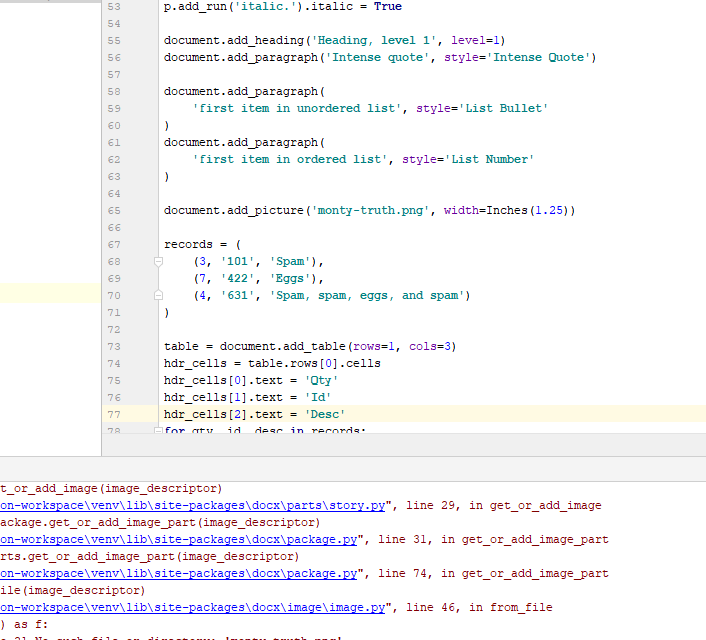 53 p.add_run('italic.').italic = True
54
55 document.add_heading('Heading, level 1', level=1)
56 document.add_paragraph('Intense quote', style='Intense Quote')
57
58 document.add_paragraph(
59 'first item in unordered list', style='List Bullet'
60 )
61 document.add_paragraph(
62 'first item in ordered list', style='List Number'
63 )
64
65 document.add_picture('monty-truth.png', width=Inches(1.25))
66
67 records = (
68 (3, '101', 'Spam'),
69 (7, '422', 'Eggs'),
70 (4, '631', 'Spam, spam, eggs, and spam')
71 )
72
73 table = document.add_table(rows=1, cols=3)
74 hdr_cells = table.rows[0].cells
75 hdr_cells[0].text = 'Qty'
76 hdr_cells[1].text = 'Id'
77 hdr_cells[2].text = 'Desc'
78 for qty, id, desc in records:
t_or_add_image(image_descriptor)
on-workspace\venv\lib\site-packages\docx\parts\story.py", line 29, in get_or_add_image
ackage.get_or_add_image_part(image_descriptor)
on-workspace\venv\lib\site-packages\docx\package.py", line 31, in get_or_add_image_part
rts.get_or_add_image_part(image_descriptor)
on-workspace\venv\lib\site-packages\docx\package.py", line 74, in get_or_add_image_part
ile(image_descriptor)
on-workspace\venv\lib\site-packages\docx\image\image.py", line 46, in from_file
) as f:
2] No such file or directory: 'monty-truth.png'